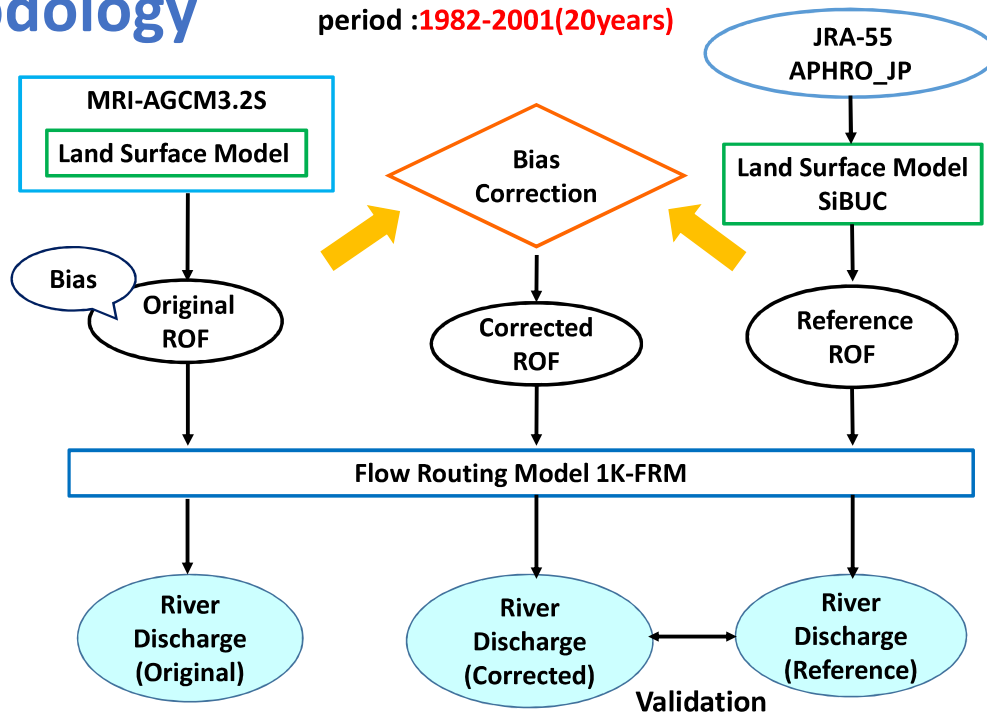 period :1982-2001(20years)
JRA-55
APHRO_JP
MRI-AGCM3.2S
Land Surface Model
Bias
Correction
Land Surface Model
SiBUC
Bias
Original
ROF
Corrected
ROF
Reference
ROF
Flow Routing Model 1K-FRM
River
Discharge
(Original)
River
Discharge
(Corrected)
River
Discharge
(Reference)
Validation